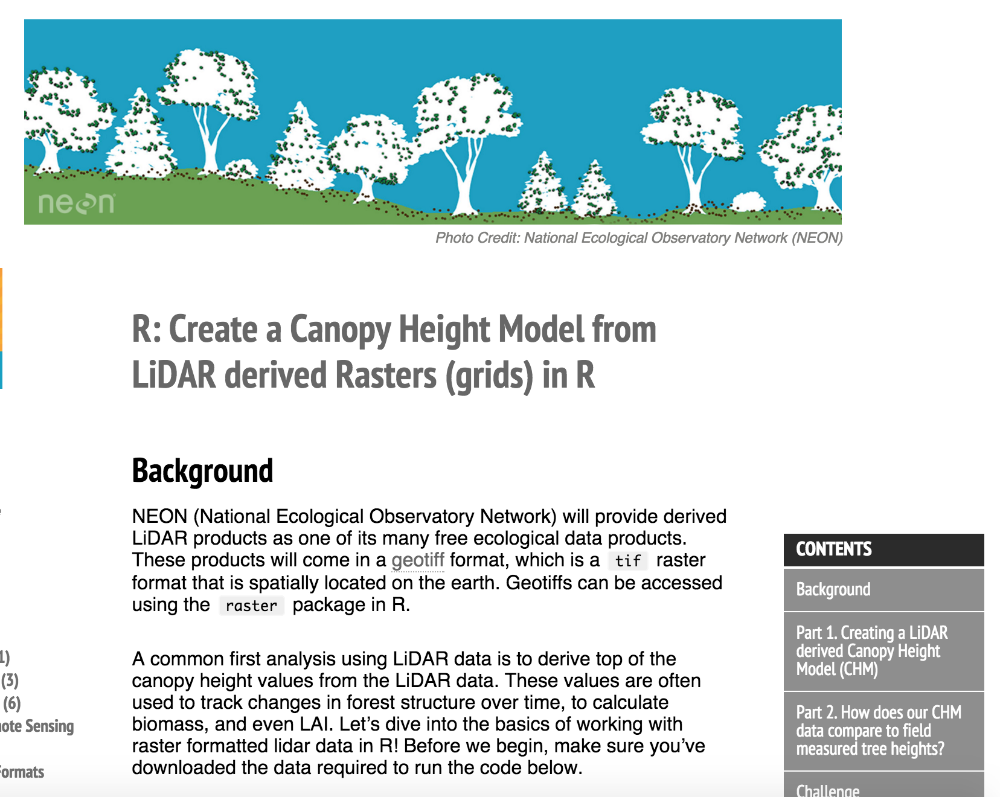 neon
Photo Credit: National Ecological Observatory Network (NEON)
R: Create a Canopy Height Model from
LiDAR derived Rasters (grids) in R
Background
NEON (National Ecological Observatory Network) will provide derived
LiDAR products as one of its many free ecological data products.
These products will come in a geotiff format, which is a tif raster
format that is spatially located on the earth. Geotiffs can be accessed
using the raster package in R.
A common first analysis using LiDAR data is to derive top of the
canopy height values from the LiDAR data. These values are often
used to track changes in forest structure over time, to calculate
biomass, and even LAI. Let’s dive into the basics of working with
raster formatted lidar data in R! Before we begin, make sure you’ve
downloaded the data required to run the code below.
CONTENTS
Background
Part 1. Creating a LiDAR
derived Canopy Height
Model (CHM)
Part 2. How does our CHM
data compare to field
measured tree heights?
Challenge
1)
(3)
(6)
Sensing